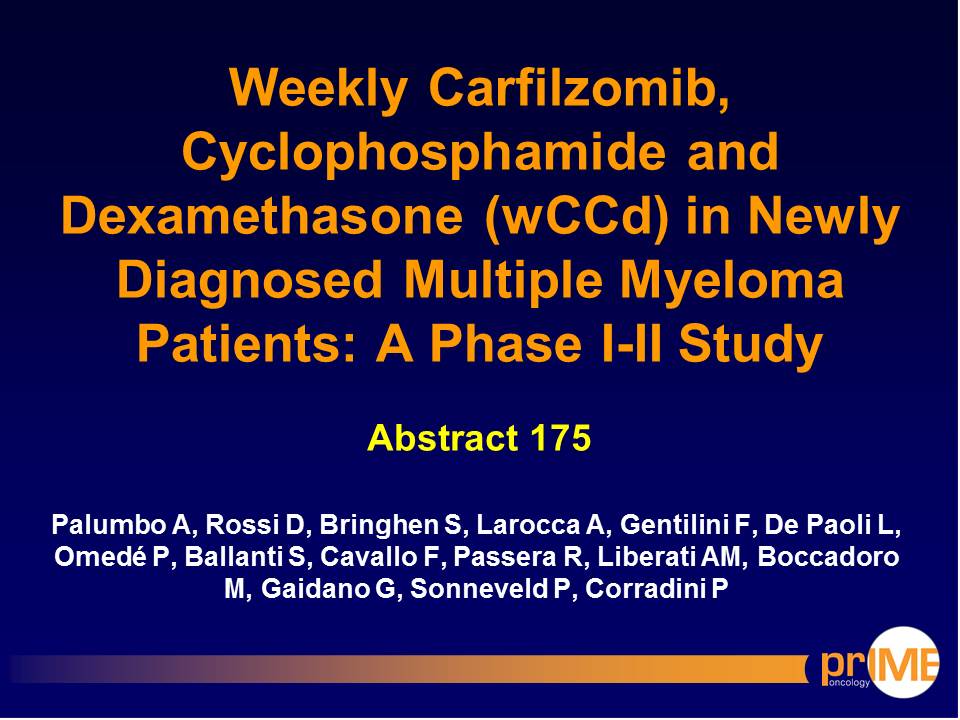 Weekly Carfilzomib,
Cyclophosphamide and
Dexamethasone (wCCd) in Newly
Diagnosed Multiple Myeloma
Patients: A Phase I-II Study
Abstract 175
Palumbo A, Rossi D, Bringhen S, Larocca A, Gentilini F, De Paoli L,
Omedé P, Ballanti S, Cavallo F, Passera R, Liberati AM, Boccadoro
M, Gaidano G, Sonneveld P, Corradini P
prIME
oncology